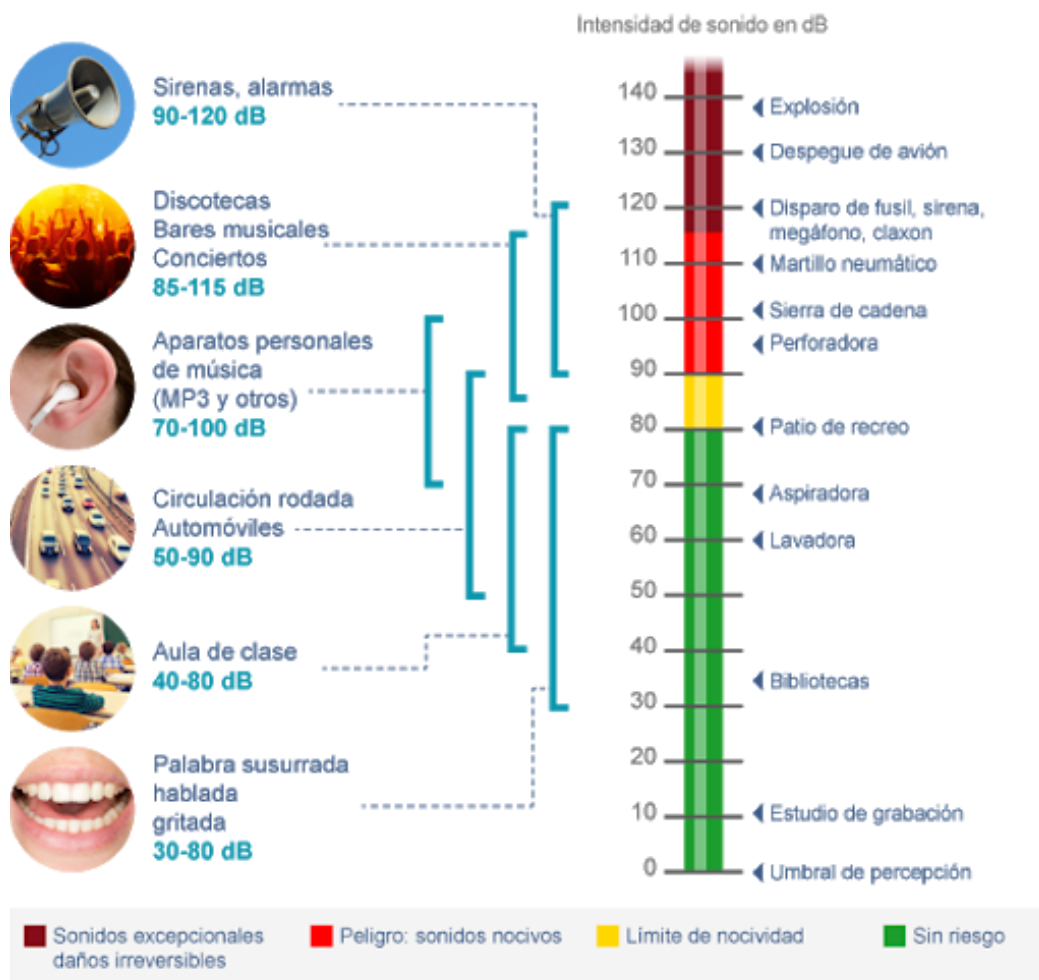 Intensidad de sonido en dB
Sirenas, alarmas
90-120 dB
Discotecas
Bares musicales
Conciertos
85-115 dB
Aparatos personales
de música
(MP3 y otros)
70-100 dB
Circulación rodada
Automóviles
50-90 dB
Aula de clase
40-80 dB
Palabra susurrada
hablada
gritada
30-80 dB
140
Explosión
130
Despegue de avión
120
Disparo de fusil, sirena,
megáfono, claxon
110
Martillo neumático
100
Sierra de cadena
Perforadora
90
80
Patio de recreo
70
Aspiradora
60
Lavadora
50
40
Bibliotecas
30
20
10
Estudio de grabación
0
Umbral de percepción
Sonidos excepcionales
daños irreversibles
Peligro: sonidos nocivos
Límite de nocividad
Sin riesgo